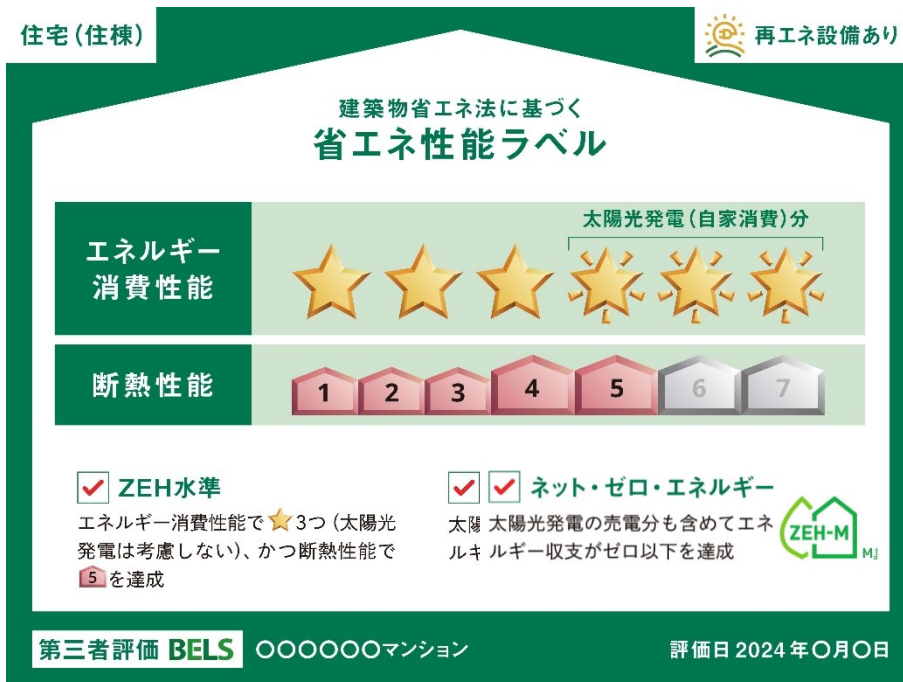 住宅（住棟）
再エネ設備あり
建築物省エネ法に基づく
省エネ性能ラベル
太陽光発電（自家消費）分
エネルギー
消費性能
断熱性能
1 2 3 4 5 6 7
ZEH水準
エネルギー消費性能で3つ（太陽光
発電は考慮しない）、かつ断熱性能で
5を達成
ネット・ゼロ・エネルギー
太陽 太陽光発電の売電分も含めてエネ
ルギ ルギー収支がゼロ以下を達成
ZEH-M
M』
第三者評価 BELS 〇〇〇〇〇〇マンション
評価日 2024年〇月〇日